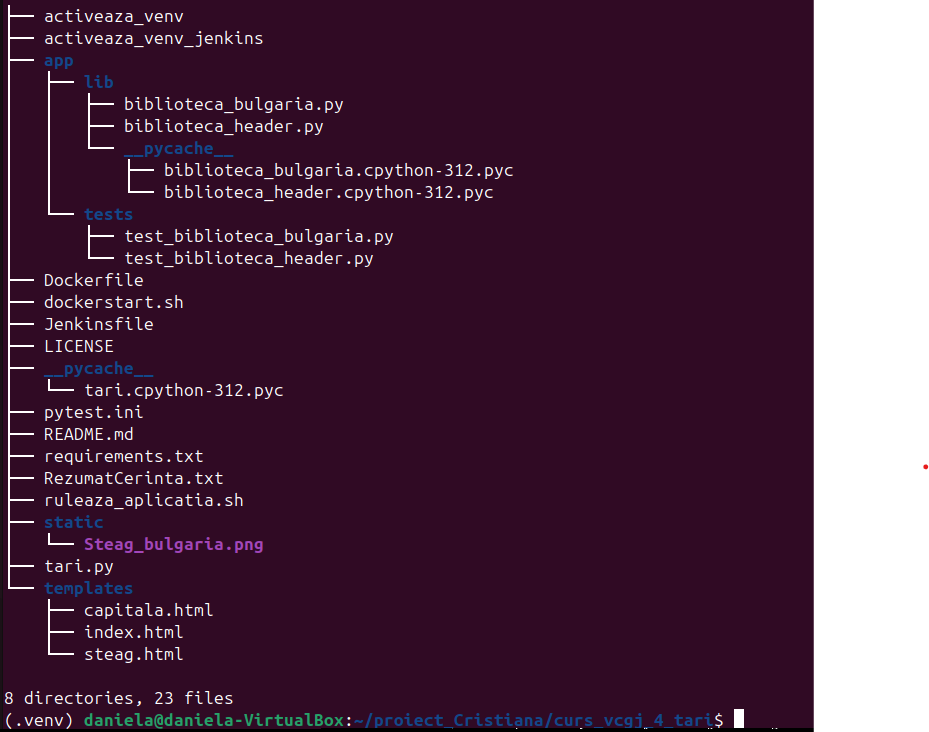 ├── activeaza_venv
├── activeaza_venv_jenkins
├── app
│   ├── lib
│   │   ├── biblioteca_bulgaria.py
│   │   ├── biblioteca_header.py
│   │   └── __pycache__
│   │       ├── biblioteca_bulgaria.cpython-312.pyc
│   │       └── biblioteca_header.cpython-312.pyc
│   └── tests
│       ├── test_biblioteca_bulgaria.py
│       └── test_biblioteca_header.py
├── Dockerfile
├── dockerstart.sh
├── Jenkinsfile
├── LICENSE
├── __pycache__
│   └── tari.cpython-312.pyc
├── pytest.ini
├── README.md
├── requirements.txt
├── RezumatCerinta.txt
├── ruleaza_aplicatia.sh
├── static
│   └── Steag_bulgaria.png
├── tari.py
└── templates
    ├── capitala.html
    ├── index.html
    └── steag.html
8 directories, 23 files
(.venv) daniela@daniela-VirtualBox:~/proiect_Cristiana/curs_vcgj_4_tari$